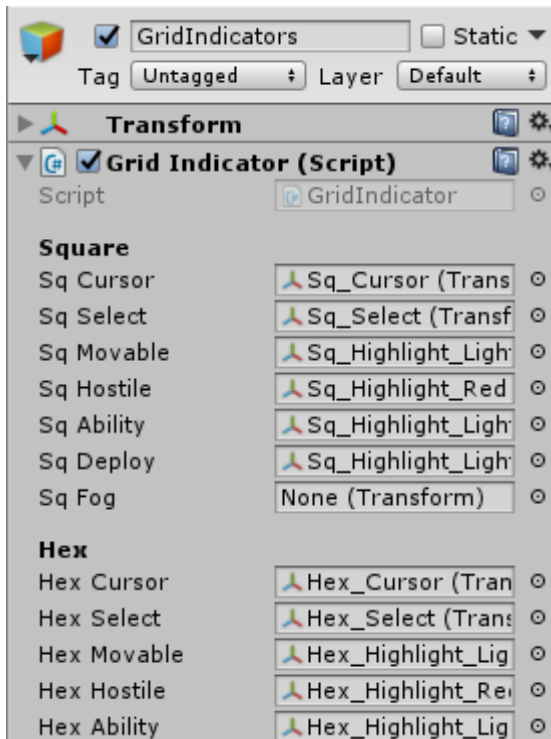 GridIndicators Static
Tag Untagged Layer Default
Transform
Grid Indicator (Script)
Script GridIndicator
Square
Sq Cursor Sq_Cursor (Trans
Sq Select Sq_Select (Transf
Sq Movable Sq_Highlight_Ligh
Sq Hostile Sq_Highlight_Red
Sq Ability Sq_Highlight_Ligh
Sq Deploy Sq_Highlight_Ligh
Sq Fog None (Transform)
Hex
Hex Cursor Hex_Cursor (Tran
Hex Select Hex_Select (Trans
Hex Movable Hex_Highlight_Lig
Hex Hostile Hex_Highlight_Re
Hex Ability Hex_Highlight_Lig